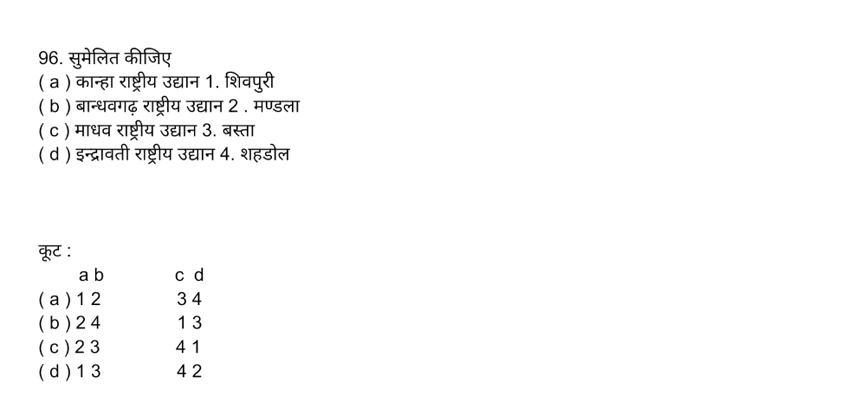 96. सुमेलित कीजिए
( a ) कान्हा राष्ट्रीय उद्यान 1. शिवपुरी
( b ) बान्धवगढ़ राष्ट्रीय उद्यान 2 . मण्डला
( c ) माधव राष्ट्रीय उद्यान 3. बस्ता
( d ) इन्द्रावती राष्ट्रीय उद्यान 4. शहडोल
कूट :
a b c d
( a ) 1 2 3 4
( b ) 2 4 1 3
( c ) 2 3 4 1
( d ) 1 3 4 2